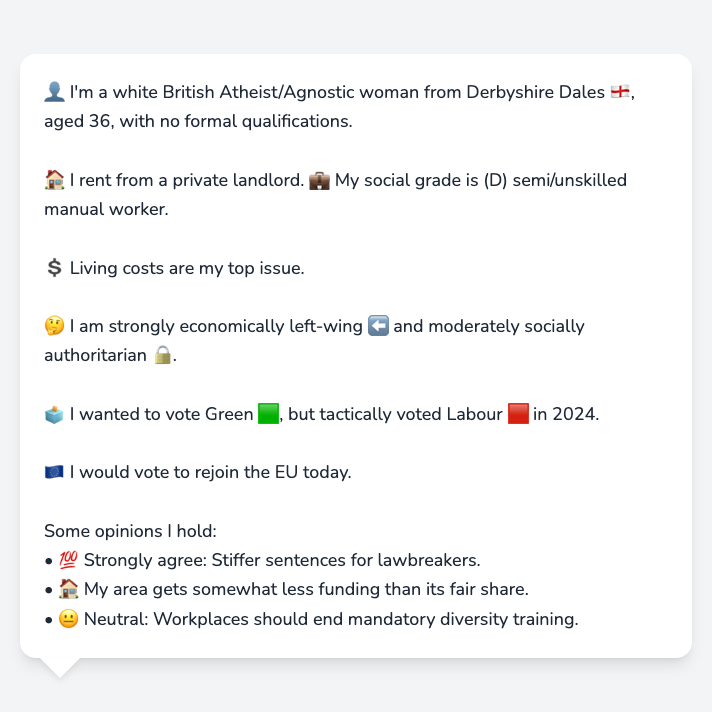 👤 I'm a white British Atheist/Agnostic woman from Derbyshire Dales 🏴󠁧󠁢󠁥󠁮󠁧󠁿,
aged 36, with no formal qualifications.
🏠 I rent from a private landlord. 💼 My social grade is (D) semi/unskilled
manual worker.
💲 Living costs are my top issue.
🤔 I am strongly economically left-wing ⬅️ and moderately socially
authoritarian 🔒.
🗳️ I wanted to vote Green 🟩, but tactically voted Labour 🟥 in 2024.
🇪🇺 I would vote to rejoin the EU today.
Some opinions I hold:
• 💯 Strongly agree: Stiffer sentences for lawbreakers.
• 🏠 My area gets somewhat less funding than its fair share.
• 😐 Neutral: Workplaces should end mandatory diversity training.